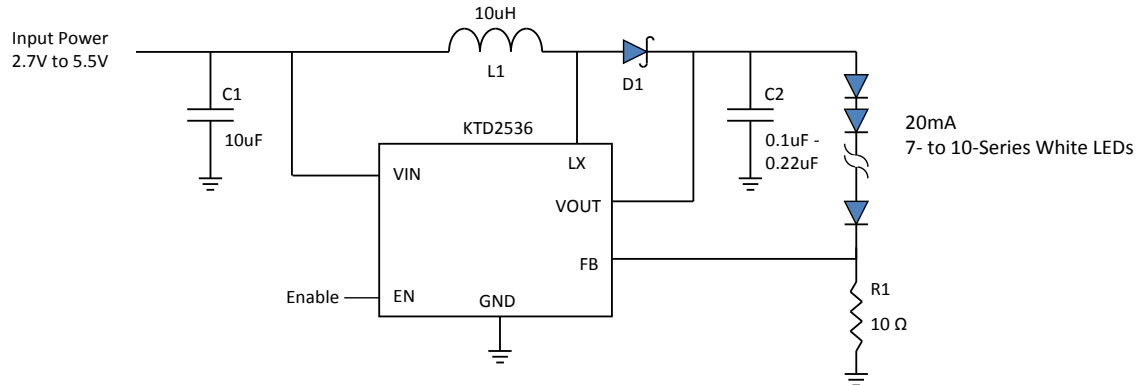 Input Power
2.7V to 5.5V
10uH
L1
D1
C1
10uF
C2
0.1uF -
0.22uF
20mA
7- to 10-Series White LEDs
KTD2536
VIN
LX
VOUT
FB
Enable
EN
GND
R1
10 Ω